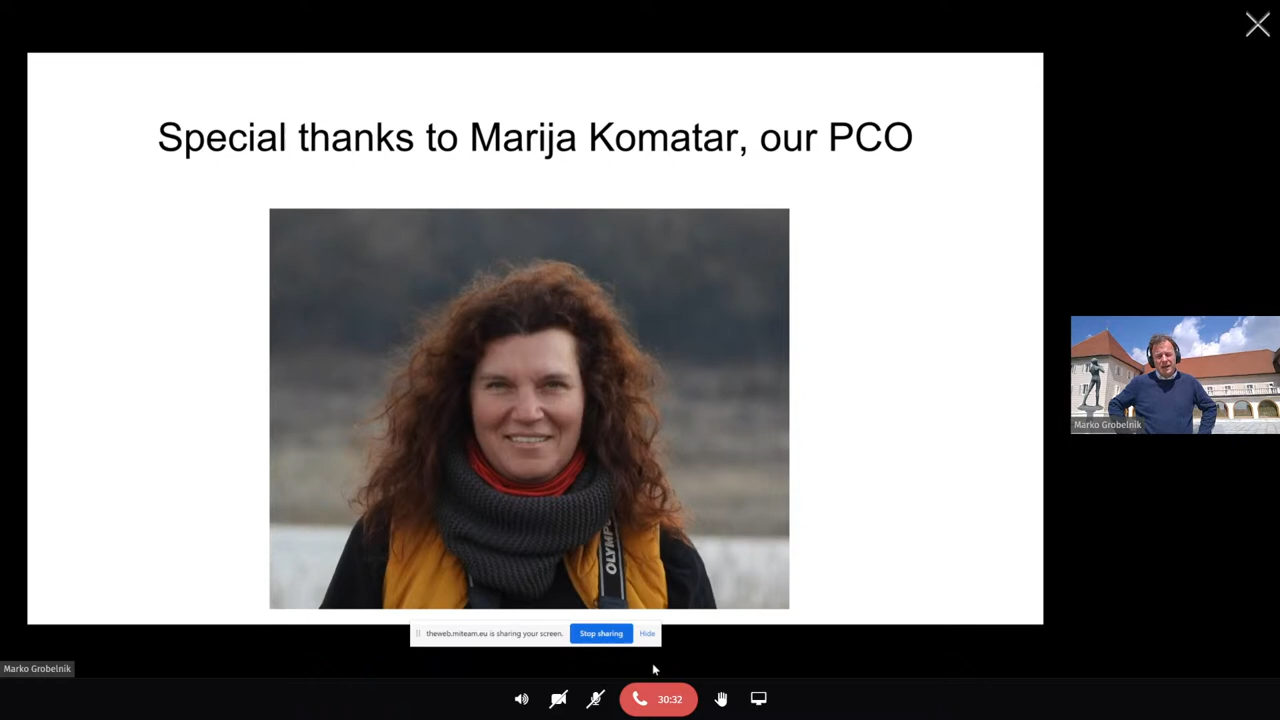 Special thanks to Marija Komatar, our PCO
OLYMPU
Marko Grobelnik
theweb.miteam.eu is sharing your screen. Stop sharing Hide
Marko Grobelnik
30:32